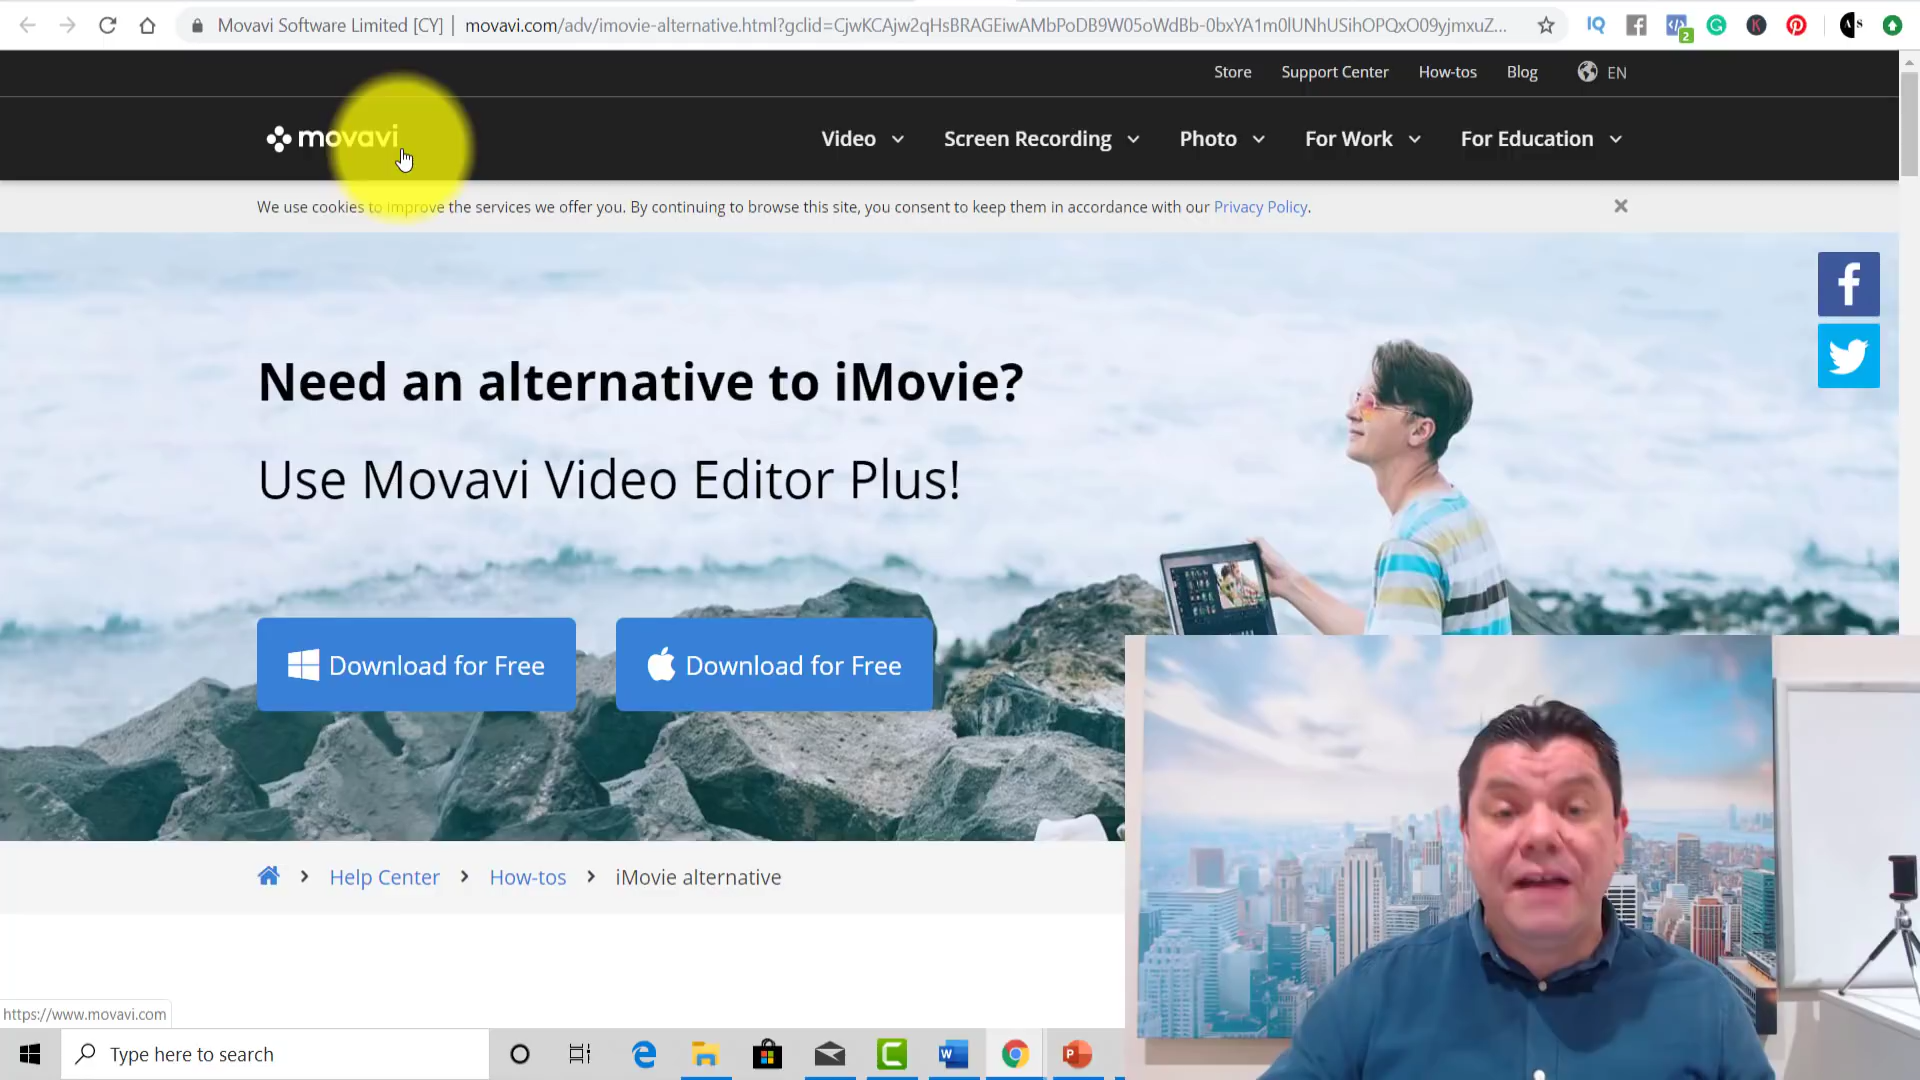 Movavi Software Limited [CY] | movavi.com/adv/imovie-alternative.html?gclid=CjwKCAjw2qHsBRAGEiwAMbPoDB9W05oWdBb-0bxYA1m0lUNhUSihOPQxO09yjmxuZ...
Store Support Center How-tos Blog EN
movavi Video Screen Recording Photo For Work For Education
We use cookies to improve the services we offer you. By continuing to browse this site, you consent to keep them in accordance with our Privacy Policy.
Need an alternative to iMovie?
Use Movavi Video Editor Plus!
Download for Free Download for Free
Help Center How-tos iMovie alternative
https://www.movavi.com
Type here to search